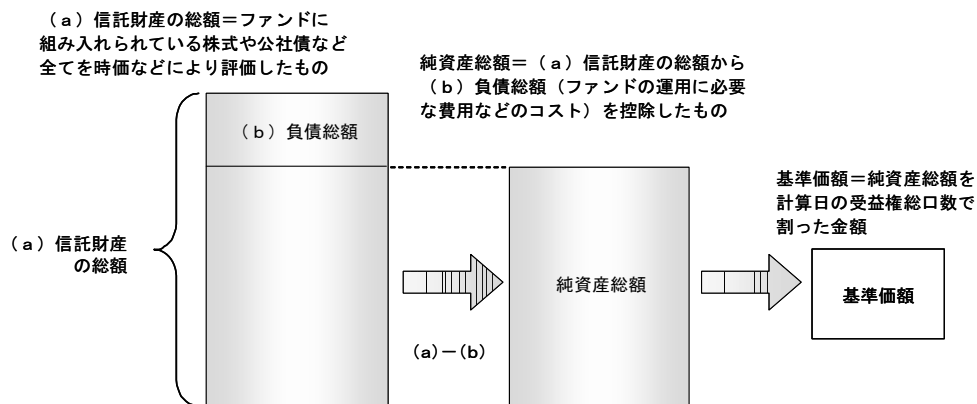 （ａ）信託財産の総額＝ファンドに
組み入れられている株式や公社債など
全てを時価などにより評価したもの
純資産総額＝（ａ）信託財産の総額から
（ｂ）負債総額（ファンドの運用に必要
な費用などのコスト）を控除したもの
（ｂ）負債総額
基準価額＝純資産総額を
計算日の受益権総口数で
割った金額
（ａ）信託財産
の総額
純資産総額
基準価額
(a)－(b)